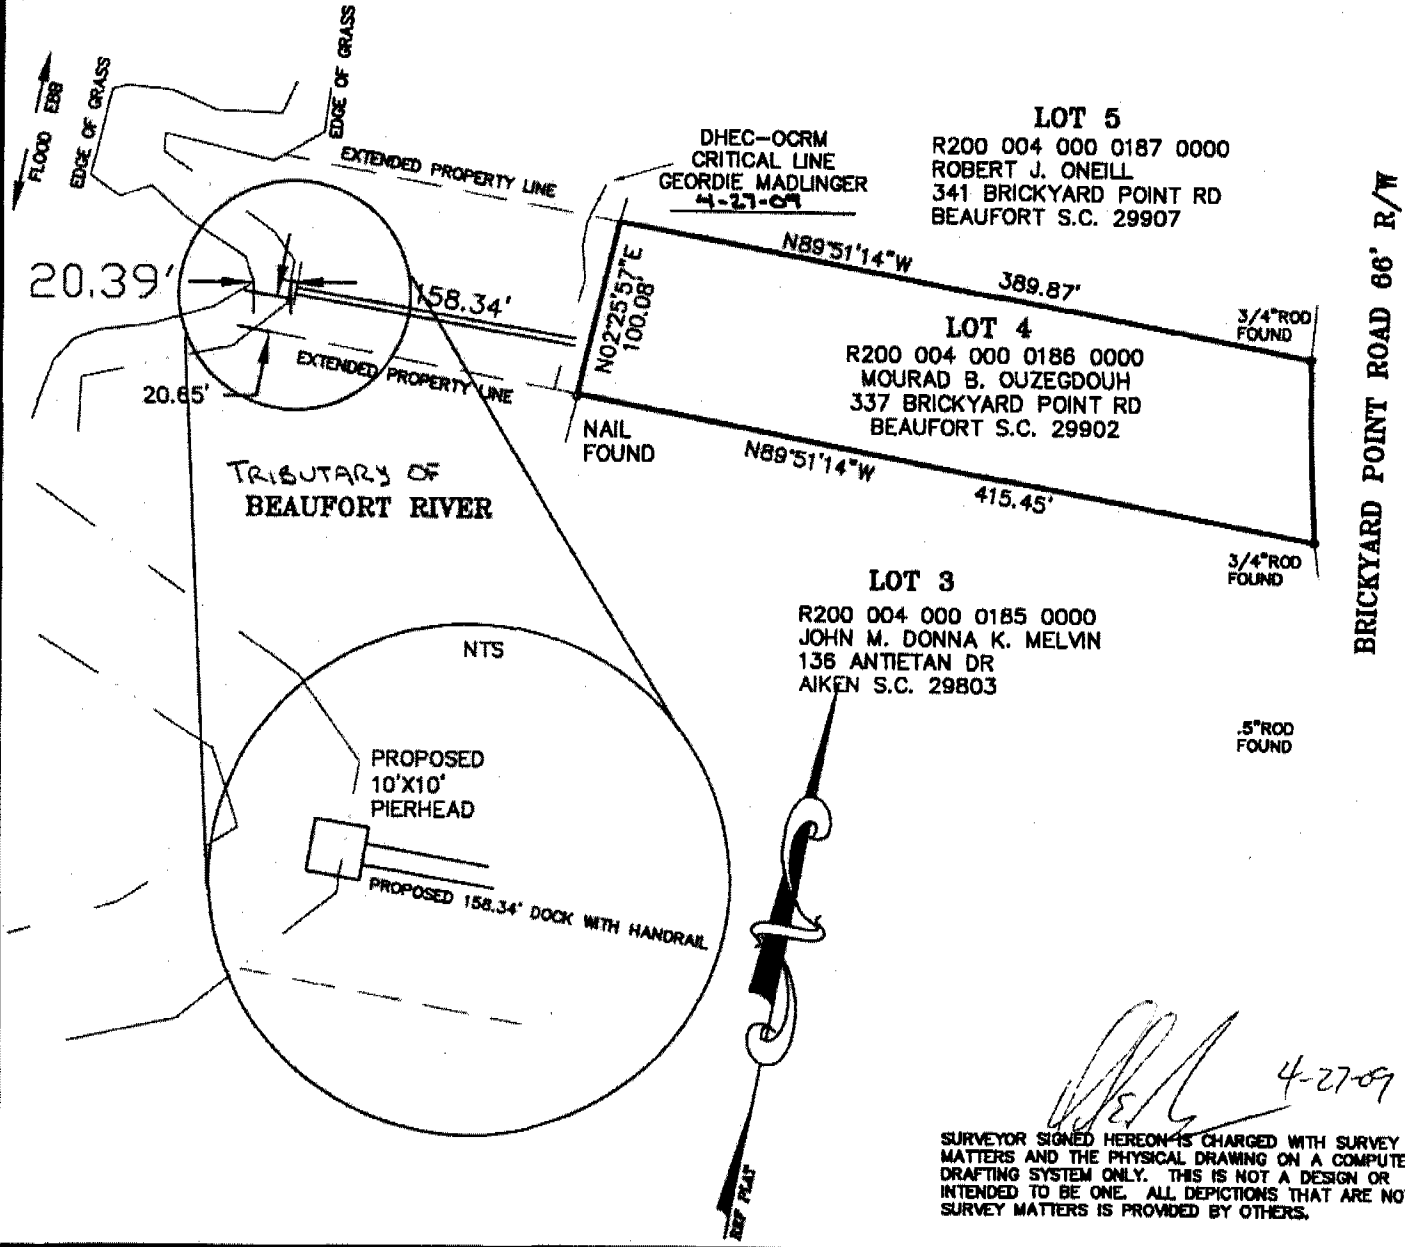 EBB
FLOOD
EDGE OF GRASS
EDGE OF GRASS
EXTENDED PROPERTY LINE
DHEC-OCRM
CRITICAL LINE
GEORDIE MADLINGER
4-27-09
LOT 5
R200 004 000 0187 0000
ROBERT J. ONEILL
341 BRICKYARD POINT RD
BEAUFORT S.C. 29907
BRICKYARD POINT ROAD 66' R/W
20.39'
158.34'
N02°25'57"E
100.08'
N89°51'14"W
389.87'
3/4"ROD
FOUND
LOT 4
R200 004 000 0186 0000
MOURAD B. OUZEGDOUH
337 BRICKYARD POINT RD
BEAUFORT S.C. 29902
EXTENDED PROPERTY LINE
20.65'
NAIL
FOUND
N89°51'14"W
415.45'
3/4"ROD
FOUND
TRIBUTARY OF
BEAUFORT RIVER
LOT 3
R200 004 000 0185 0000
JOHN M. DONNA K. MELVIN
136 ANTIETAN DR
AIKEN S.C. 29803
.5"ROD
FOUND
NTS
PROPOSED
10'X10'
PIERHEAD
PROPOSED 158.34' DOCK WITH HANDRAIL
REF PLAT
4-27-09
SURVEYOR SIGNED HEREON IS CHARGED WITH SURVEY
MATTERS AND THE PHYSICAL DRAWING ON A COMPUTE
DRAFTING SYSTEM ONLY. THIS IS NOT A DESIGN OR
INTENDED TO BE ONE. ALL DEPICTIONS THAT ARE NO
SURVEY MATTERS IS PROVIDED BY OTHERS.